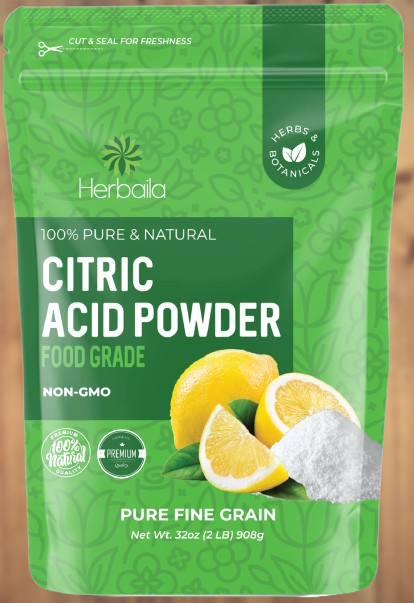 CUT & SEAL FOR FRESHNESS
HERBS &
BOTANICALS
Herbaila
100% PURE & NATURAL
CITRIC
ACID POWDER
FOOD GRADE
NON-GMO
PREMIUM
100%
Natural
QUALITY
PREMIUM
Quality
PURE FINE GRAIN
Net Wt. 32oz (2 LB) 908g